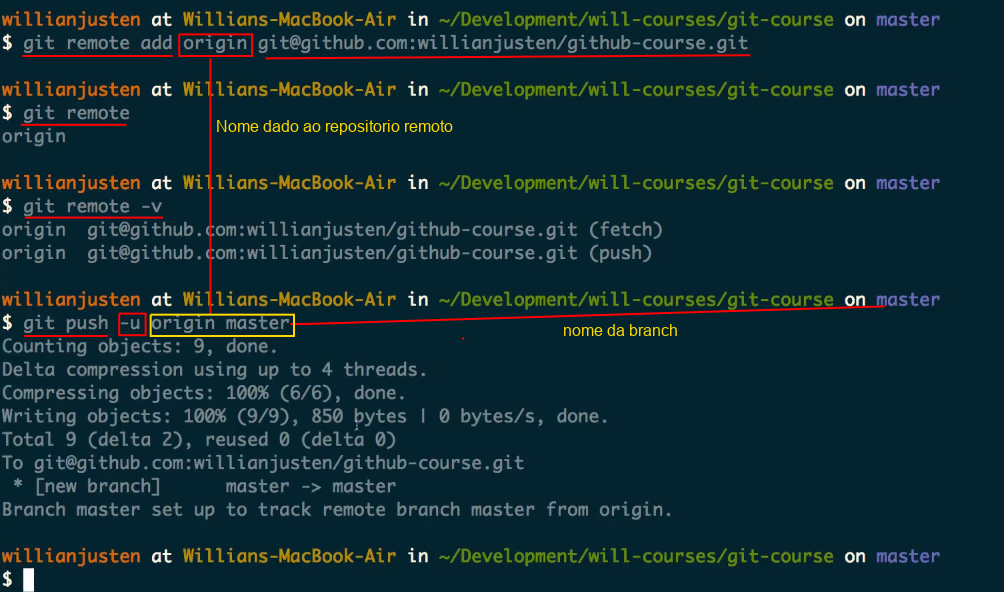 willianjusten at Willians-MacBook-Air in ~/Development/will-courses/git-course on master
$ git remote add origin git@github.com:willianjusten/github-course.git
willianjusten at Willians-MacBook-Air in ~/Development/will-courses/git-course on master
$ git remote
Nome dado ao repositorio remoto
origin
willianjusten at Willians-MacBook-Air in ~/Development/will-courses/git-course on master
$ git remote -v
origin  git@github.com:willianjusten/github-course.git (fetch)
origin  git@github.com:willianjusten/github-course.git (push)
willianjusten at Willians-MacBook-Air in ~/Development/will-courses/git-course on master
$ git push -u origin master
nome da branch
Counting objects: 9, done.
Delta compression using up to 4 threads.
Compressing objects: 100% (6/6), done.
Writing objects: 100% (9/9), 850 bytes | 0 bytes/s, done.
Total 9 (delta 2), reused 0 (delta 0)
To git@github.com:willianjusten/github-course.git
 * [new branch]      master -> master
Branch master set up to track remote branch master from origin.
willianjusten at Willians-MacBook-Air in ~/Development/will-courses/git-course on master
$